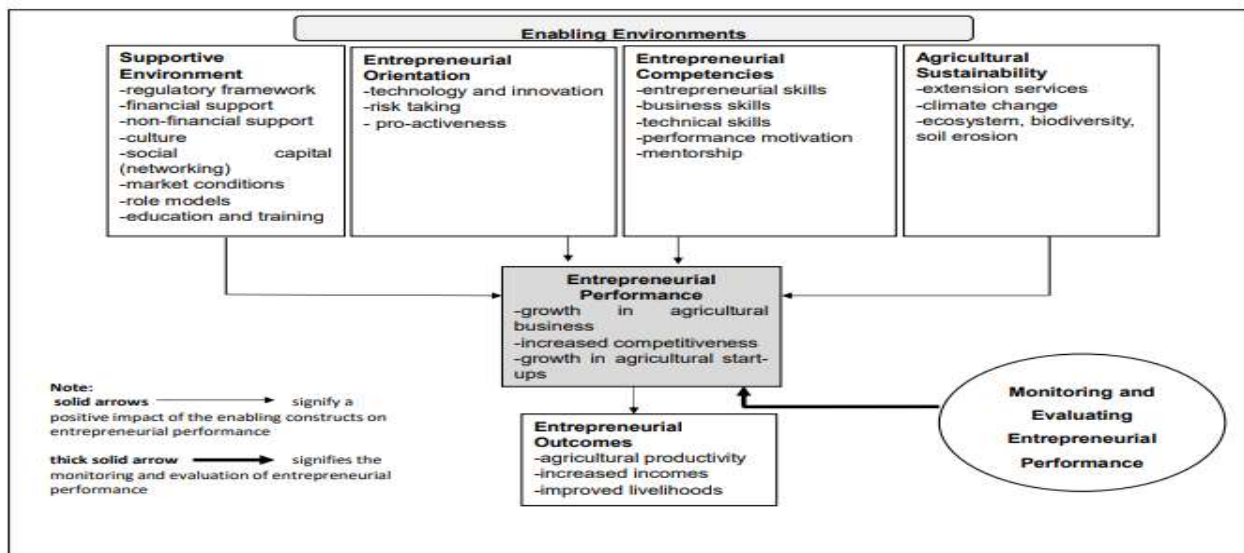 Enabling Environments
Supportive
Environment
-regulatory framework
-financial support
-non-financial support
-culture
-social capital
(networking)
-market conditions
-role models
-education and training
Entrepreneurial
Orientation
-technology and innovation
-risk taking
- pro-activeness
Entrepreneurial
Competencies
-entrepreneurial skills
-business skills
-technical skills
-performance motivation
-mentorship
Agricultural
Sustainability
-extension services
-climate change
-ecosystem, biodiversity,
soil erosion
Entrepreneurial
Performance
-growth in agricultural
business
-increased competitiveness
-growth in agricultural start-
ups
Note:
solid arrows signify a
positive impact of the enabling constructs on
entrepreneurial performance
thick solid arrow signifies the
monitoring and evaluation of entrepreneurial
performance
Entrepreneurial
Outcomes
-agricultural productivity
-increased incomes
-improved livelihoods
Monitoring and
Evaluating
Entrepreneurial
Performance